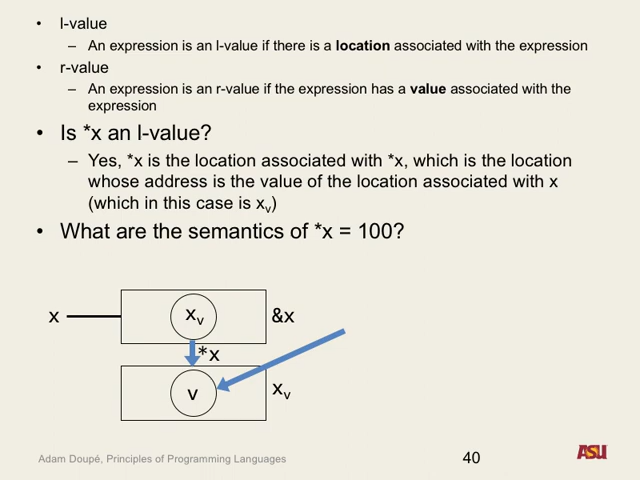 • l-value
– An expression is an l-value if there is a location associated with the expression
• r-value
– An expression is an r-value if the expression has a value associated with the
expression
• Is *x an l-value?
– Yes, *x is the location associated with *x, which is the location
whose address is the value of the location associated with x
(which in this case is xv)
• What are the semantics of *x = 100?
x
xv
&x
*x
v
xv
Adam Doupé, Principles of Programming Languages
40
ASU